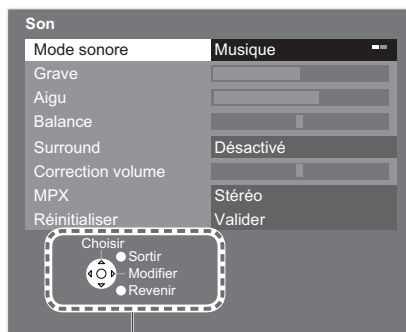 Son
Mode sonore Musique
Grave
Aigu
Balance
Surround Désactivé
Correction volume
MPX Stéréo
Réinitialiser Valider
Choisir
Sortir
Modifier
Revenir